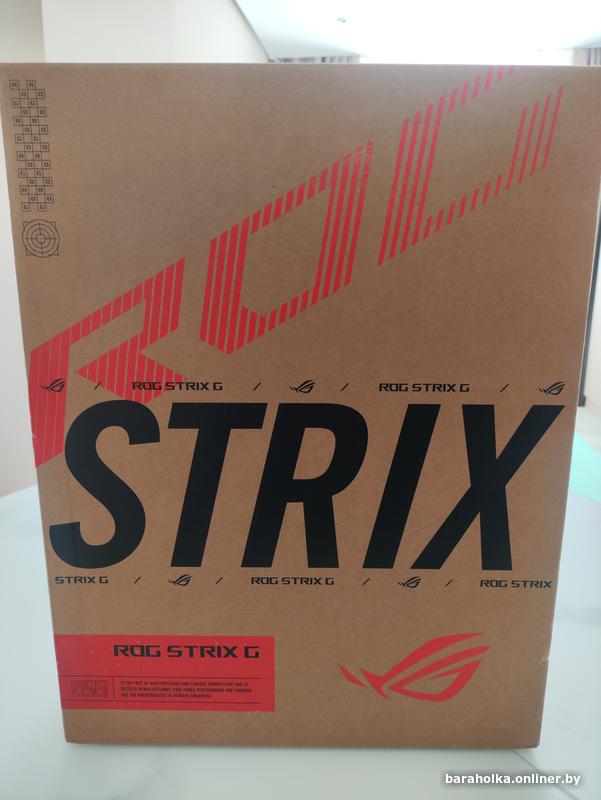 ROG
ROG STRIX G / / ROG STRIX G /
STRIX
STRIX G / / ROG STRIX G / / ROG STRIX
ROG STRIX G
IN THE FACE OF HIGH-PRESSURE AND FURIOUS COMPETITION THAT IS
DECIDED IN MILLISECONDS, FINE-TUNED PERFORMANCE AND TRAINING
ARE THE PREREQUISITES TO ACHIEVE GREATNESS.
baraholka.onliner.by